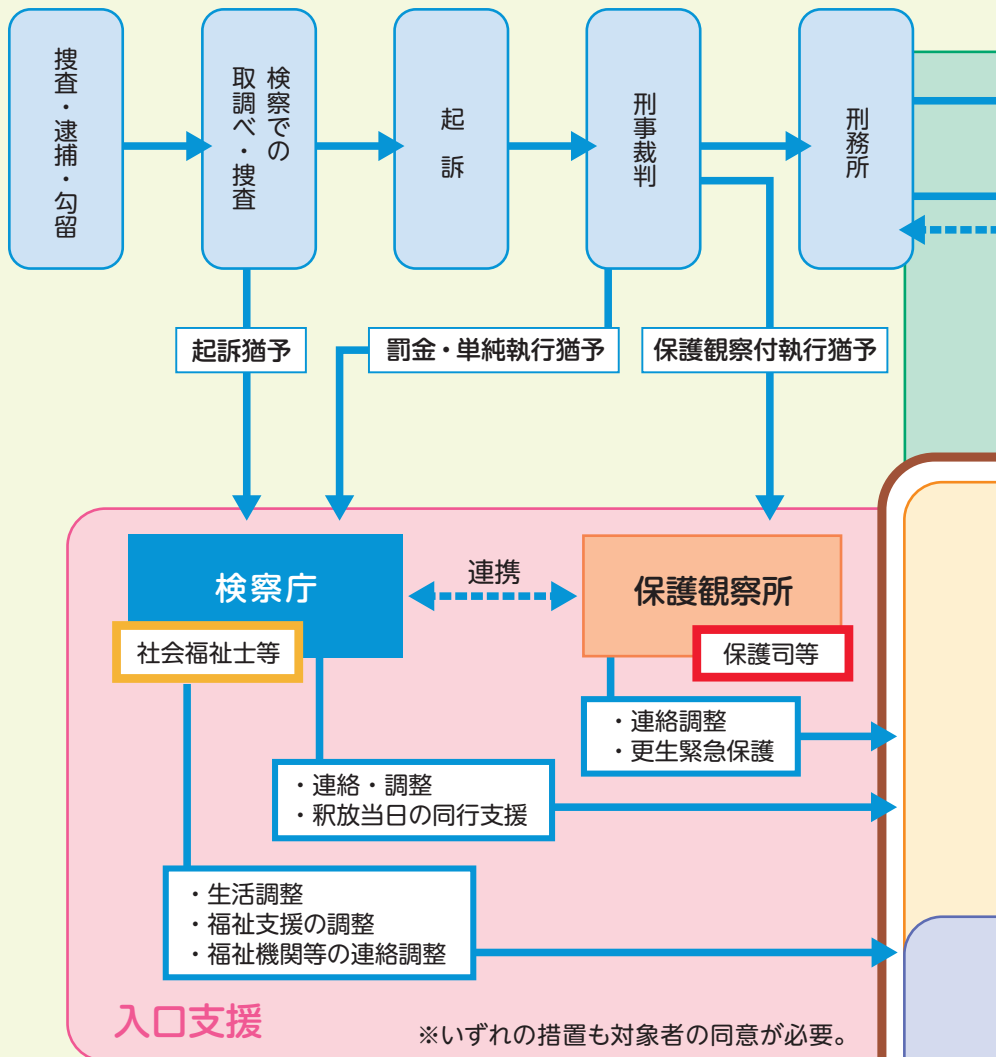 捜査・逮捕・勾留
検察での
取調べ・捜査
起訴
刑事裁判
刑務所
起訴猶予
罰金・単純執行猶予
保護観察付執行猶予
検察庁
連携
保護観察所
社会福祉士等
保護司等
・連絡調整
・更生緊急保護
・連絡・調整
・釈放当日の同行支援
・生活調整
・福祉支援の調整
・福祉機関等の連絡調整
入口支援
※いずれの措置も対象者の同意が必要。